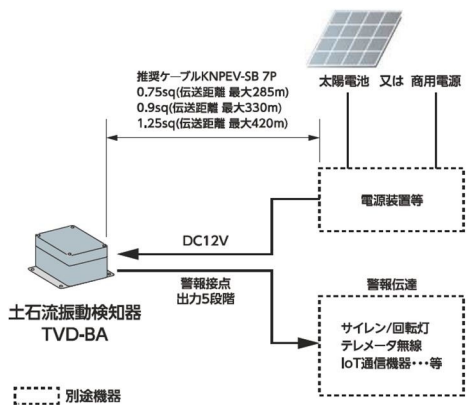 推奨ケーブルKNPEV-SB 7P
0.75sq(伝送距離 最大285m)
0.9sq(伝送距離 最大330m)
1.25sq(伝送距離 最大420m)
太陽電池 又は 商用電源
電源装置等
DC12V
警報接点
出力5段階
土石流振動検知器
TVD-BA
警報伝達
サイレン/回転灯
テレメータ無線
IoT通信機器・・・等
別途機器